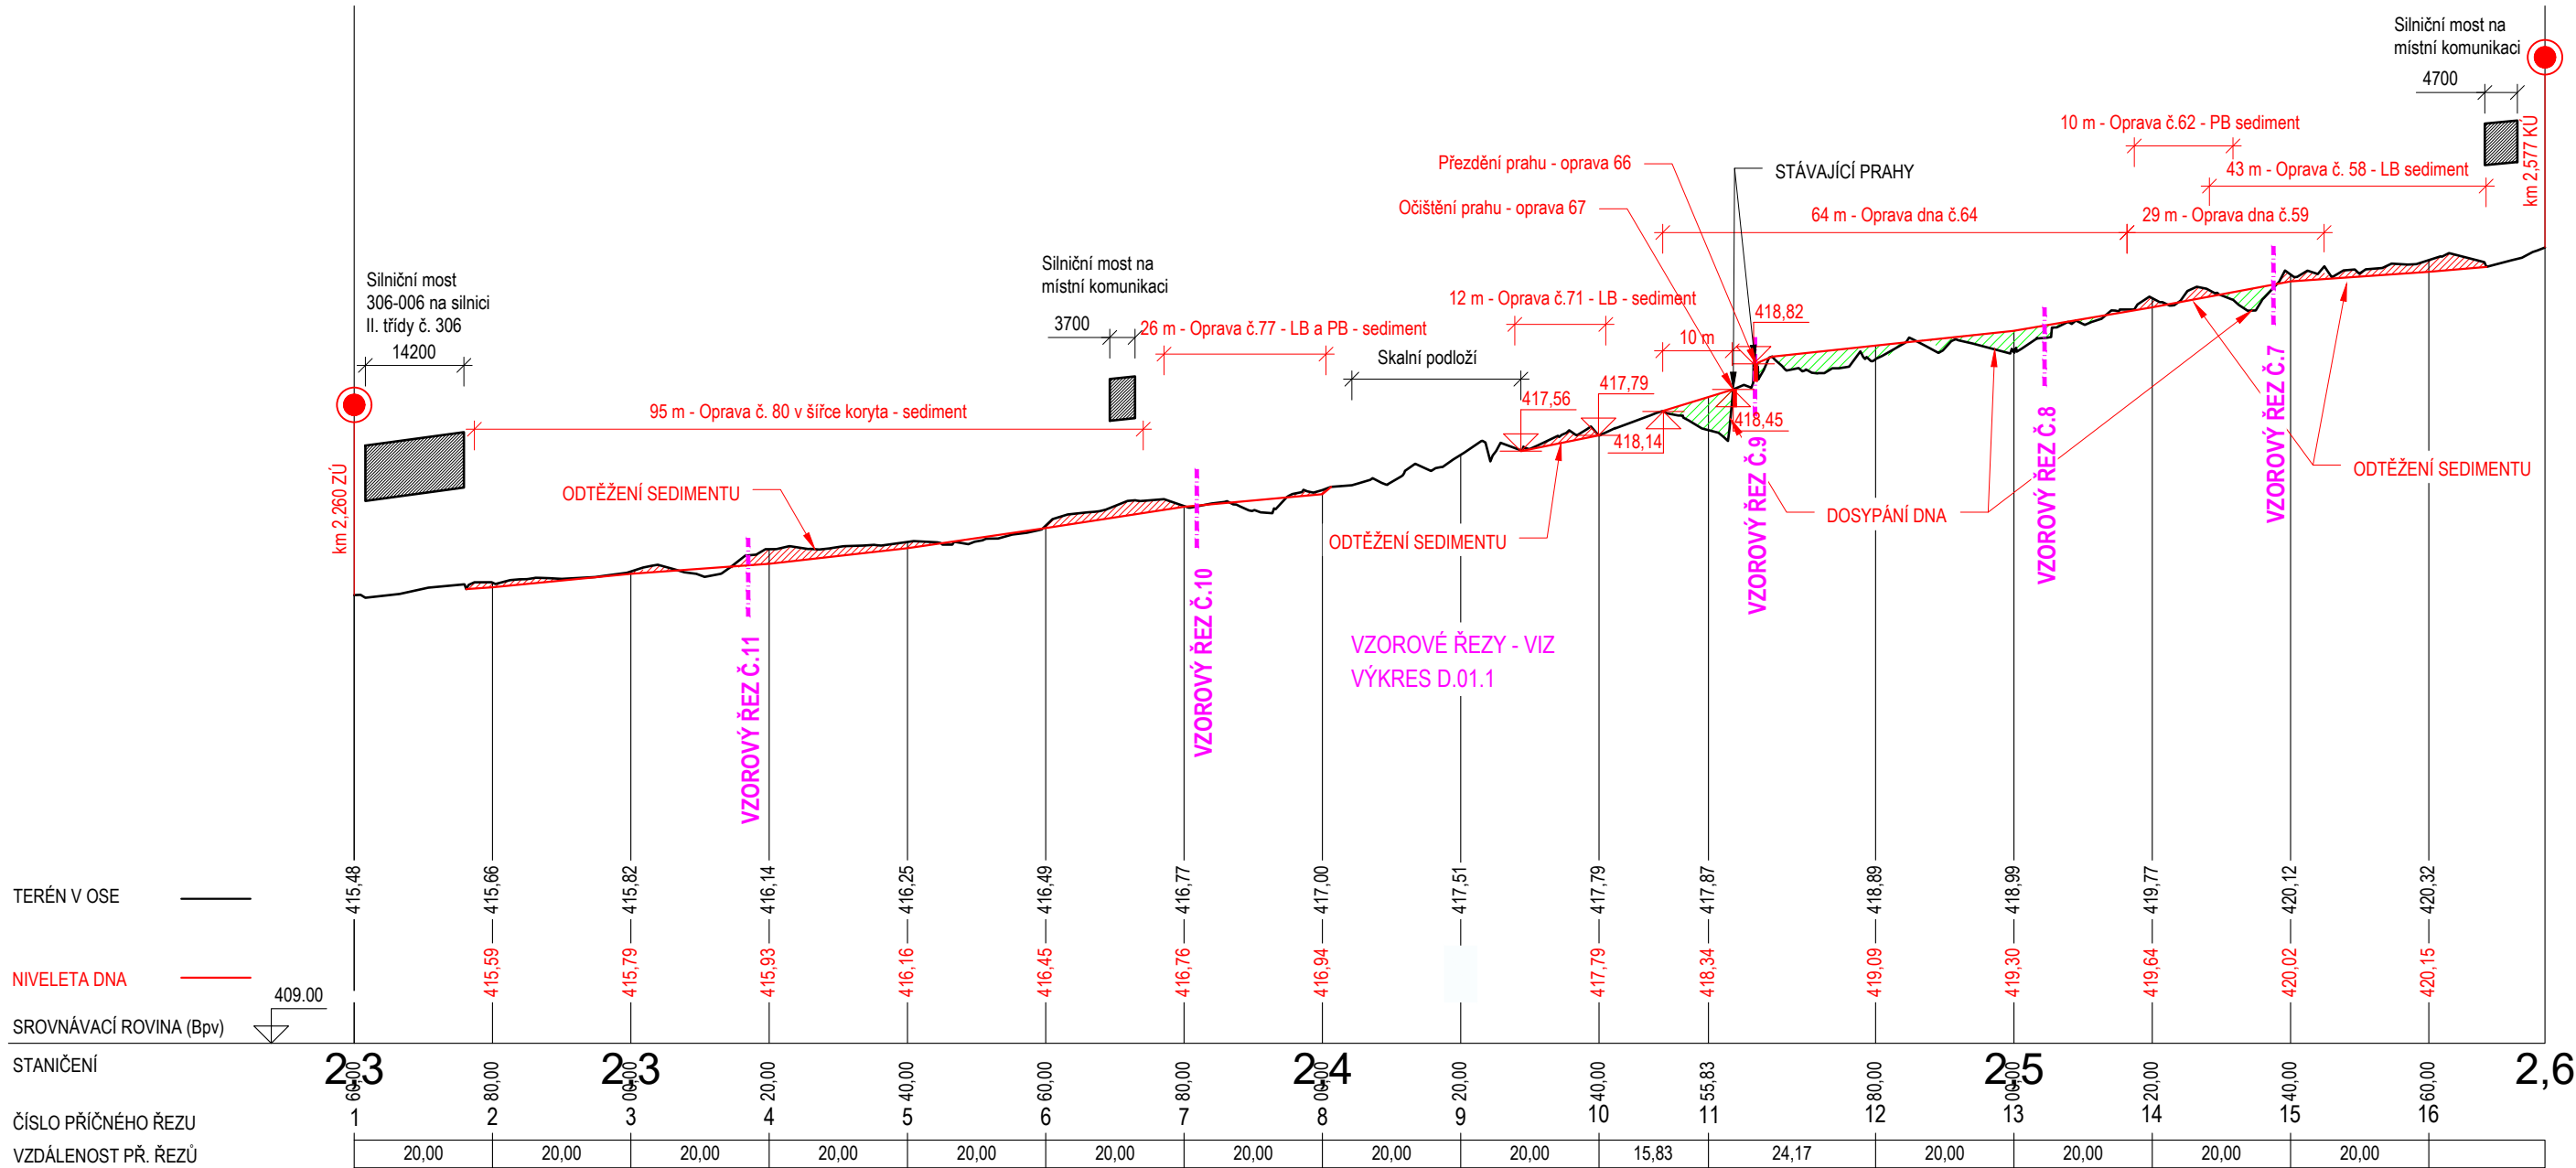 Silniční most na
místní komunikaci
4700
km 2,577 KÚ
10 m - Oprava č.62 - PB sediment
43 m - Oprava č. 58 - LB sediment
Přezdění prahu - oprava 66
STÁVAJÍCÍ PRAHY
Očištění prahu - oprava 67
64 m - Oprava dna č.64
29 m - Oprava dna č.59
Silniční most
306-006 na silnici
II. třídy č. 306
14200
Silniční most na
místní komunikaci
3700
26 m - Oprava č.77 - LB a PB - sediment
12 m - Oprava č.71 - LB - sediment
418,82
10 m
Skalní podloží
417,56
417,79
418,45
418,14
95 m - Oprava č. 80 v šířce koryta - sediment
km 2,260 ZÚ
ODTĚŽENÍ SEDIMENTU
ODTĚŽENÍ SEDIMENTU
DOSYPÁNÍ DNA
ODTĚŽENÍ SEDIMENTU
VZOROVÝ ŘEZ Č.11
VZOROVÝ ŘEZ Č.10
VZOROVÝ ŘEZ Č.9
VZOROVÝ ŘEZ Č.8
VZOROVÝ ŘEZ Č.7
VZOROVÉ ŘEZY - VIZ
VÝKRES D.01.1
TERÉN V OSE 415,48 415,66 415,82 416,14 416,25 416,49 416,77 417,00 417,51 417,79 417,87 418,89 418,99 419,77 420,12 420,32
NIVELETA DNA 415,59 415,79 415,93 416,16 416,45 416,76 416,94 417,79 418,34 419,09 419,30 419,64 420,02 420,15
409.00
SROVNÁVACÍ ROVINA (Bpv)
STANIČENÍ 2,3 2,3 2,4 2,5 2,6
60,00 80,00 00,00 20,00 40,00 60,00 80,00 00,00 20,00 40,00 55,83 80,00 00,00 20,00 40,00 60,00
ČÍSLO PŘÍČNÉHO ŘEZU 1 2 3 4 5 6 7 8 9 10 11 12 13 14 15 16
VZDÁLENOST PŘ. ŘEZŮ 20,00 20,00 20,00 20,00 20,00 20,00 20,00 20,00 20,00 15,83 24,17 20,00 20,00 20,00 20,00